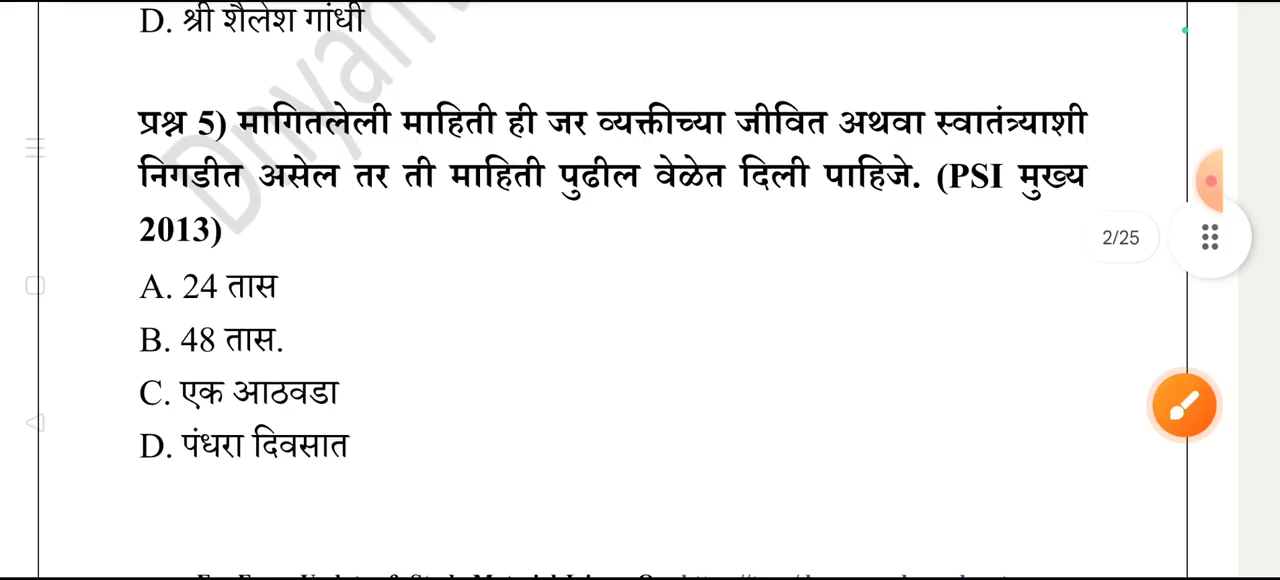 D. श्री शैलेश गांधी
प्रश्न 5) मागितलेली माहिती ही जर व्यक्तीच्या जीवित अथवा स्वातंत्र्याशी
निगडीत असेल तर ती माहिती पुढील वेळेत दिली पाहिजे. (PSI मुख्य
2013)
2/25
A. 24 तास
B. 48 तास.
C. एक आठवडा
D. पंधरा दिवसात